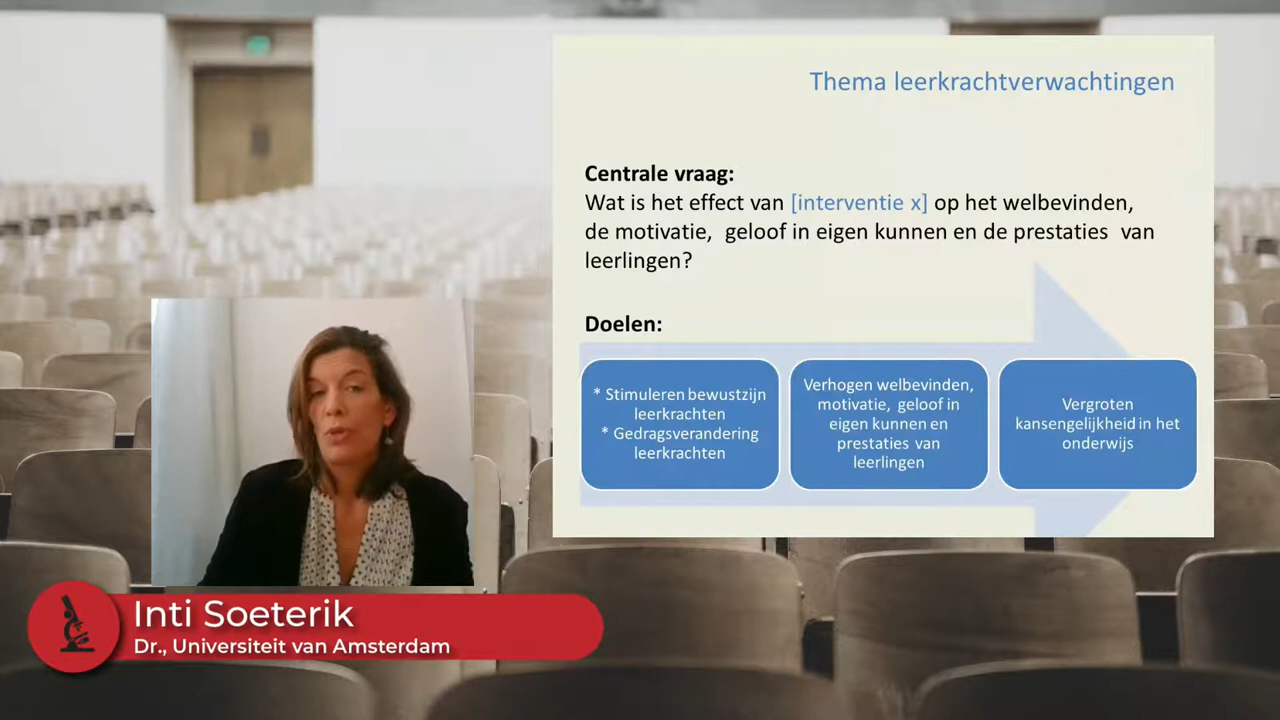 Thema leerkrachtverwachtingen
Centrale vraag:
Wat is het effect van [interventie x] op het welbevinden,
de motivatie, geloof in eigen kunnen en de prestaties van
leerlingen?
Doelen:
* Stimuleren bewustzijn
leerkrachten
* Gedragsverandering
leerkrachten
Verhogen welbevinden,
motivatie, geloof in
eigen kunnen en
prestaties van
leerlingen
Vergroten
kansengelijkheid in het
onderwijs
Inti Soeterik
Dr., Universiteit van Amsterdam